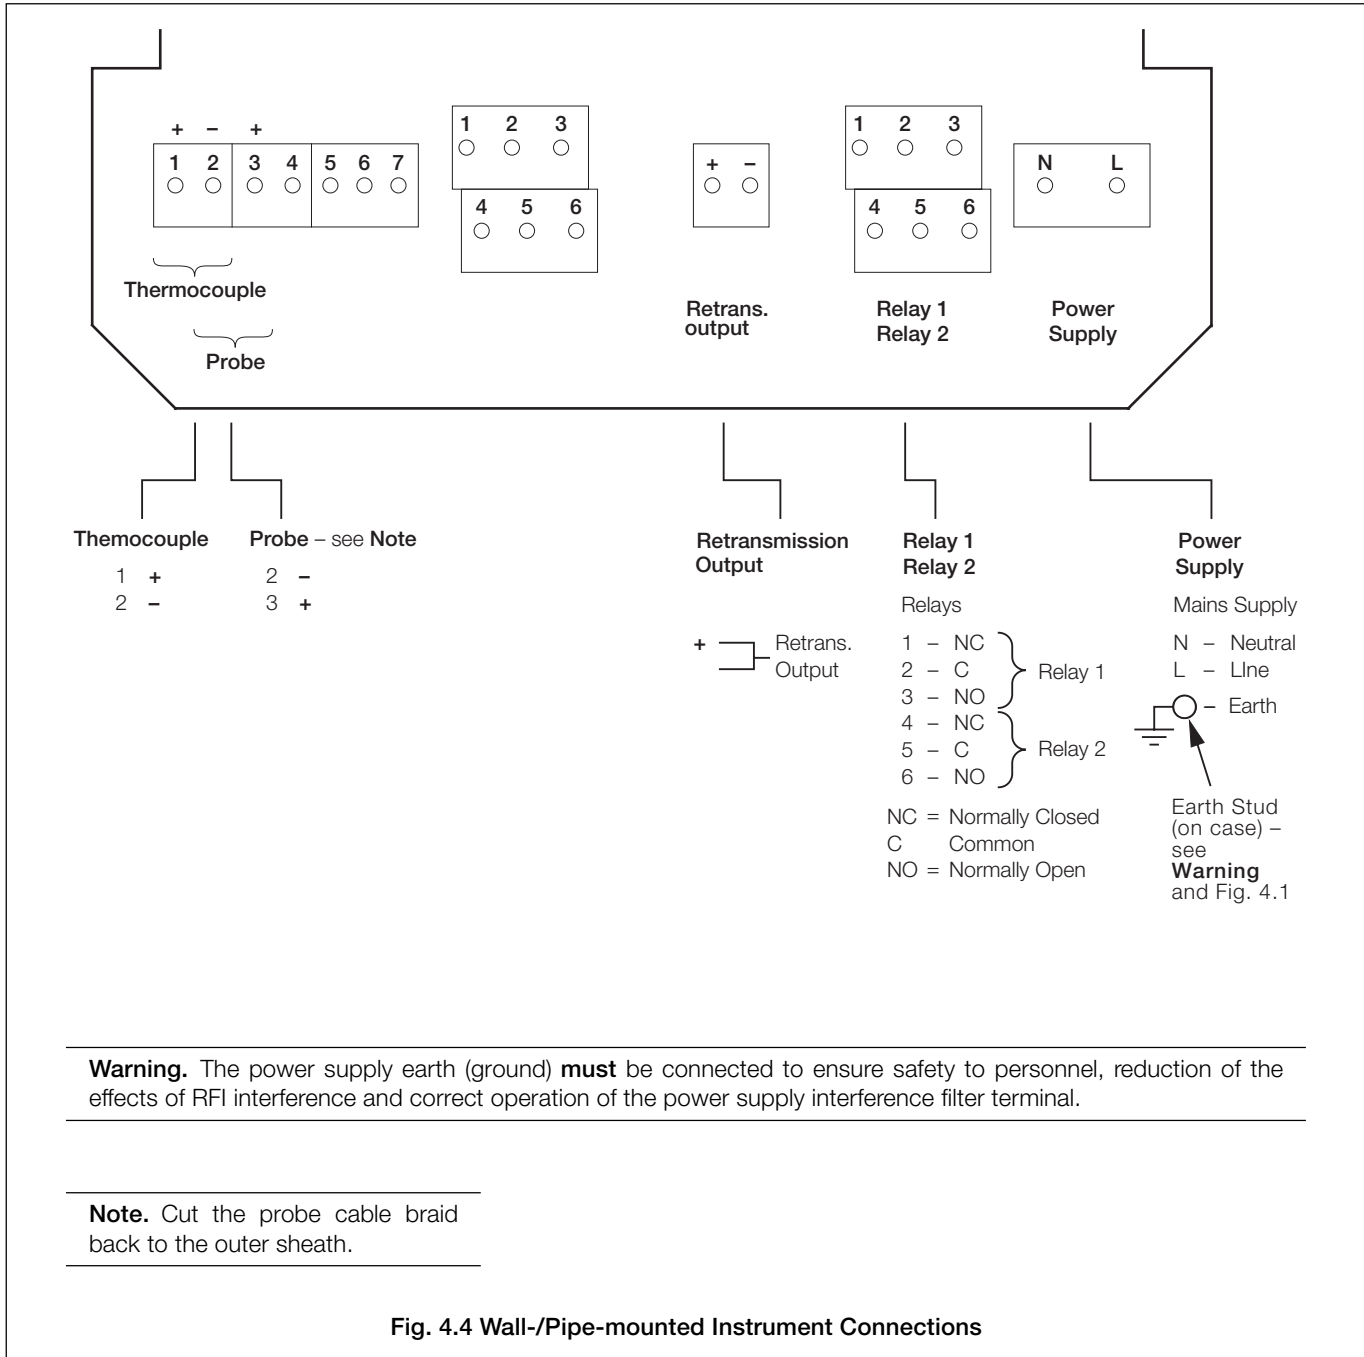 + − +
1 2 3 4 5 6 7
1 2 3
4 5 6
+ −
1 2 3
4 5 6
N L
Thermocouple
Probe
Retrans.
output
Relay 1
Relay 2
Power
Supply
Themocouple
1 +
2 −
Probe – see Note
2 −
3 +
Retransmission
Output
+ Retrans.
Output
Relay 1
Relay 2
Relays
1 – NC
2 – C
3 – NO
Relay 1
4 – NC
5 – C
6 – NO
Relay 2
NC = Normally Closed
C Common
NO = Normally Open
Power
Supply
Mains Supply
N – Neutral
L – LIne
– Earth
Earth Stud
(on case) –
see
Warning
and Fig. 4.1
Warning. The power supply earth (ground) must be connected to ensure safety to personnel, reduction of the
effects of RFI interference and correct operation of the power supply interference filter terminal.
Note. Cut the probe cable braid
back to the outer sheath.
Fig. 4.4 Wall-/Pipe-mounted Instrument Connections